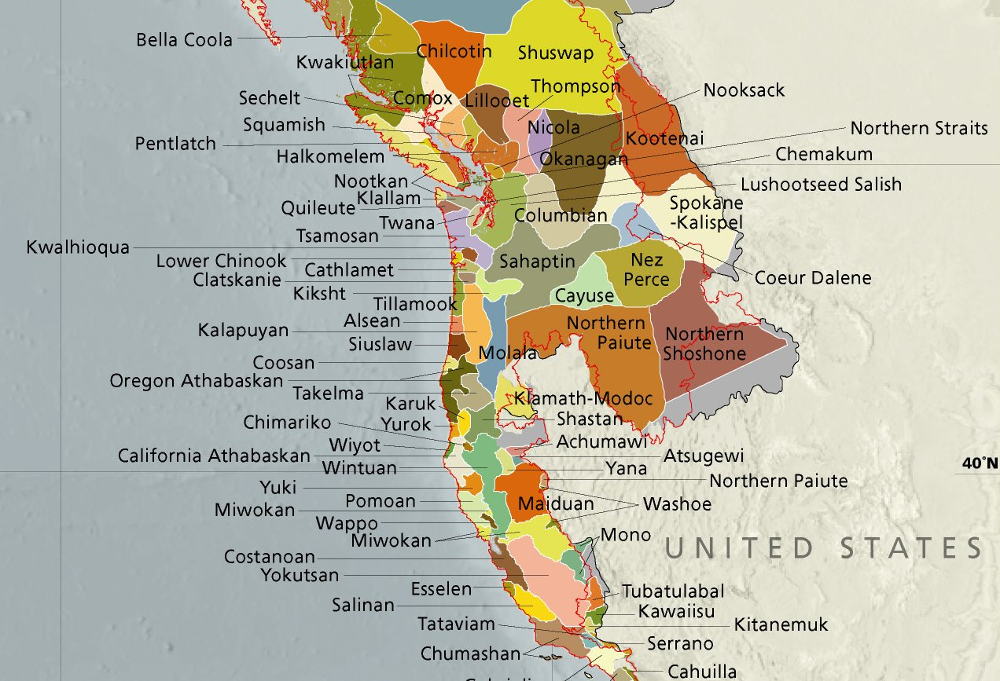 Bella Coola
Chilcotin
Shuswap
Kwakiutlan
Thompson
Nooksack
Sechelt
Comox
Lillooet
Squamish
Nicola
Northern Straits
Pentlatch
Kootenai
Halkomelem
Okanagan
Chemakum
Nootkan
Lushootseed Salish
Klallam
Quileute
Spokane
-Kalispel
Twana
Columbian
Tsamosan
Kwalhioqua
Lower Chinook
Sahaptin
Nez
Perce
Cathlamet
Clatskanie
Coeur Dalene
Kiksht
Cayuse
Tillamook
Alsean
Northern
Paiute
Kalapuyan
Northern
Shoshone
Siuslaw
Molala
Coosan
Oregon Athabaskan
Takelma
Klamath-Modoc
Karuk
Shastan
Chimariko
Yurok
Wiyot
Achumawi
California Athabaskan
Atsugewi
40°N
Wintuan
Yana
Northern Paiute
Yuki
Pomoan
Maiduan
Washoe
Miwokan
Wappo
Miwokan
Mono
UNITED STATES
Costanoan
Yokutsan
Esselen
Tubatulabal
Salinan
Kawaiisu
Tataviam
Kitanemuk
Serrano
Chumashan
Cahuilla